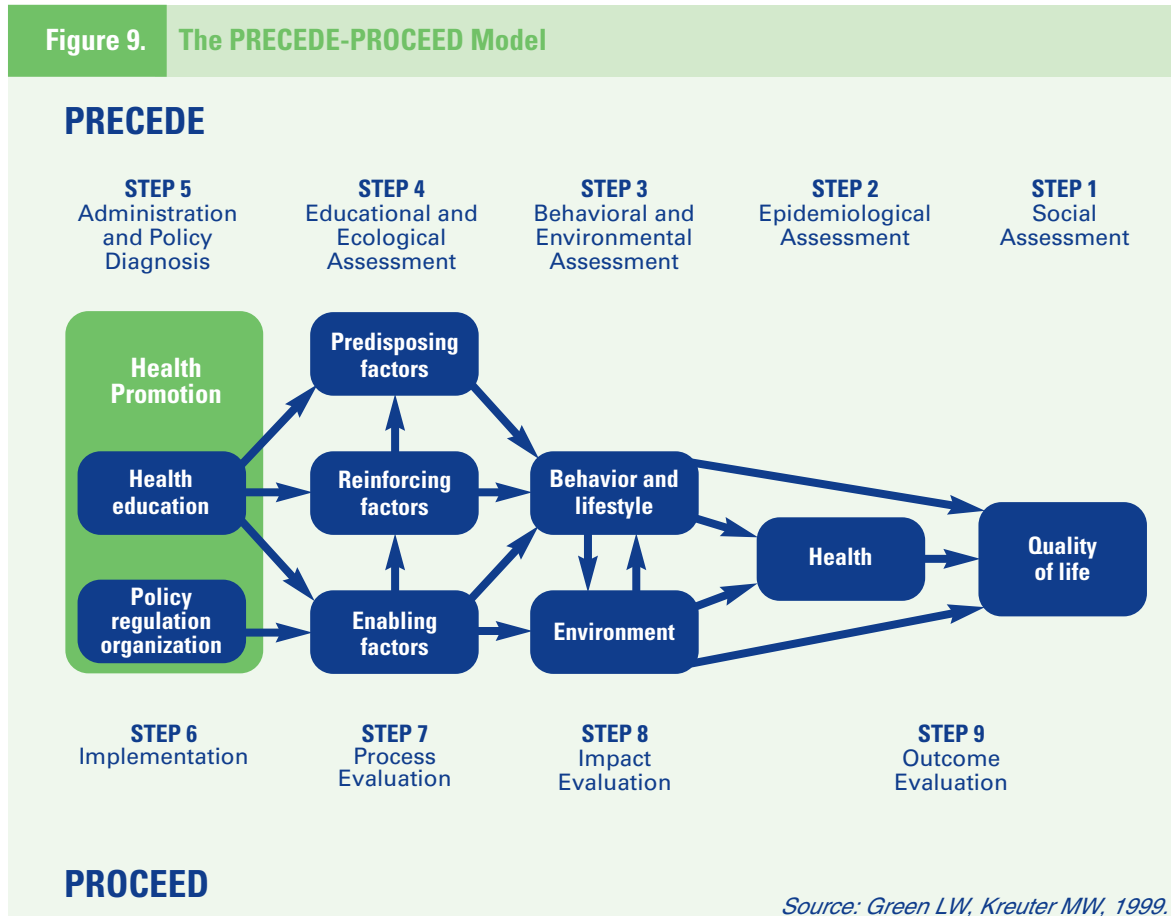 Figure 9. The PRECEDE-PROCEED Model
PRECEDE
STEP 5
Administration
and Policy
Diagnosis
STEP 4
Educational and
Ecological
Assessment
STEP 3
Behavioral and
Environmental
Assessment
STEP 2
Epidemiological
Assessment
STEP 1
Social
Assessment
Health
Promotion
Health
education
Policy
regulation
organization
Predisposing
factors
Reinforcing
factors
Enabling
factors
Behavior and
lifestyle
Environment
Health
Quality
of life
STEP 6
Implementation
STEP 7
Process
Evaluation
STEP 8
Impact
Evaluation
STEP 9
Outcome
Evaluation
PROCEED
Source: Green LW, Kreuter MW, 1999.